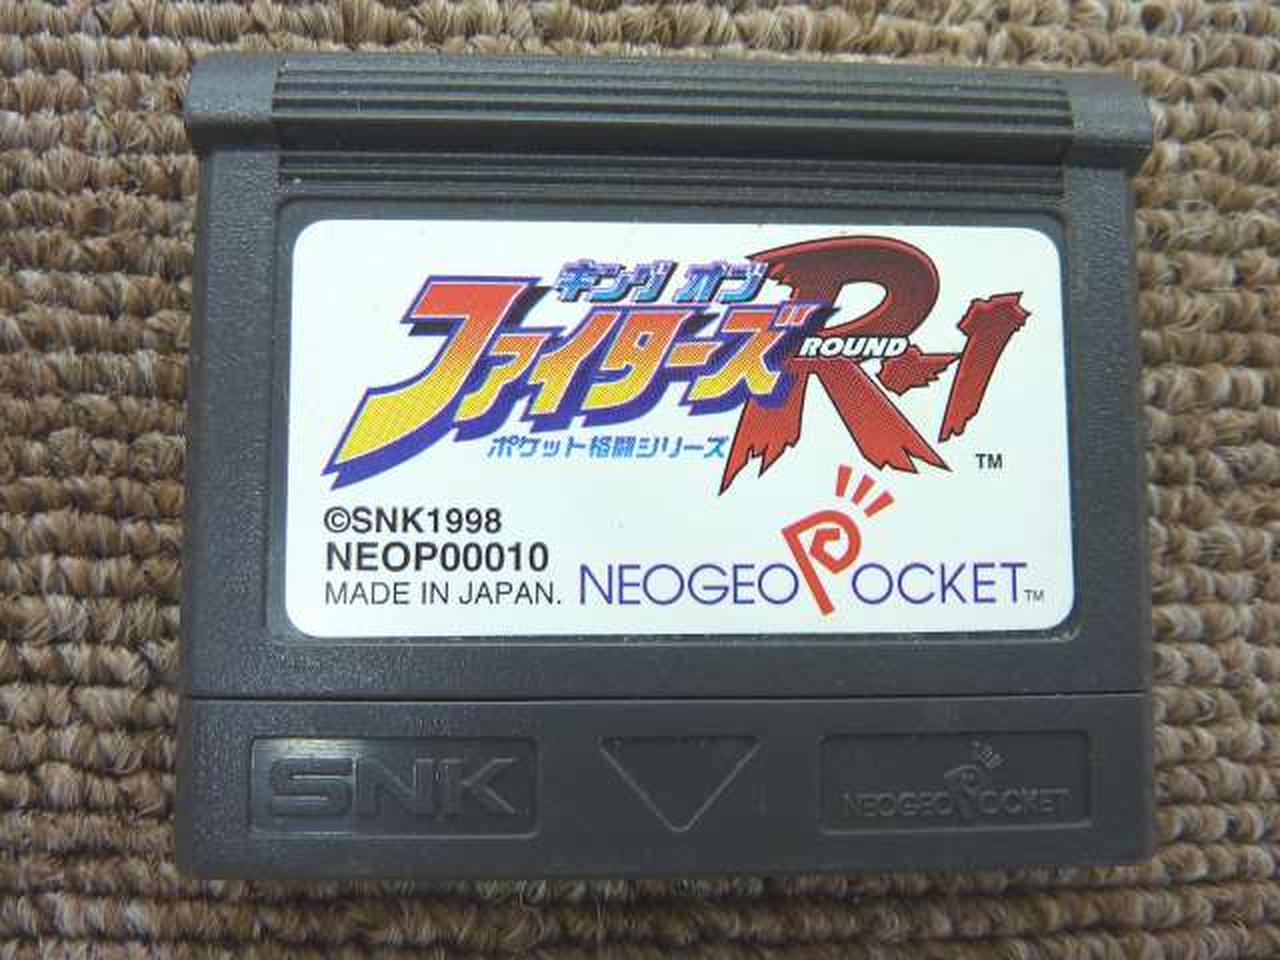 キング オブ
ファイターズ R-1
ROUND
ポケット格闘シリーズ
TM
©SNK1998
NEOP00010
MADE IN JAPAN.
NEOGEO POCKET TM
SNK
NEOGEO POCKET